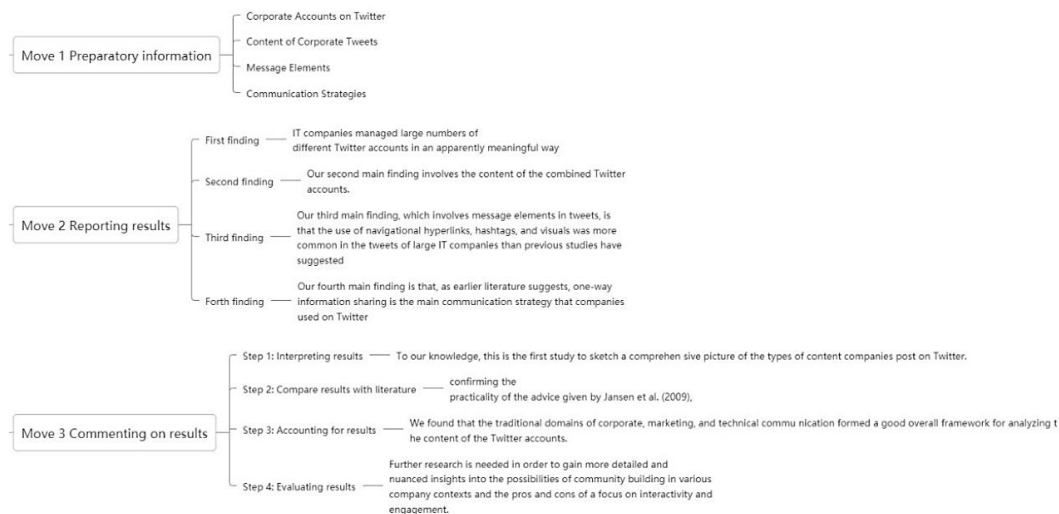 Corporate Accounts on Twitter
Content of Corporate Tweets
Move 1 Preparatory information
Message Elements
Communication Strategies
First finding
IT companies managed large numbers of
different Twitter accounts in an apparently meaningful way
Second finding
Our second main finding involves the content of the combined Twitter
accounts.
Move 2 Reporting results
Third finding
Our third main finding, which involves message elements in tweets, is
that the use of navigational hyperlinks, hashtags, and visuals was more
common in the tweets of large IT companies than previous studies have
suggested
Forth finding
Our fourth main finding is that, as earlier literature suggests, one-way
information sharing is the main communication strategy that companies
used on Twitter
Step 1: Interpreting results
To our knowledge, this is the first study to sketch a comprehen sive picture of the types of content companies post on Twitter.
Step 2: Compare results with literature
confirming the
practicality of the advice given by Jansen et al. (2009),
Move 3 Commenting on results
Step 3: Accounting for results
We found that the traditional domains of corporate, marketing, and technical commu nication formed a good overall framework for analyzing t
he content of the Twitter accounts.
Step 4: Evaluating results
Further research is needed in order to gain more detailed and
nuanced insights into the possibilities of community building in various
company contexts and the pros and cons of a focus on interactivity and
engagement.